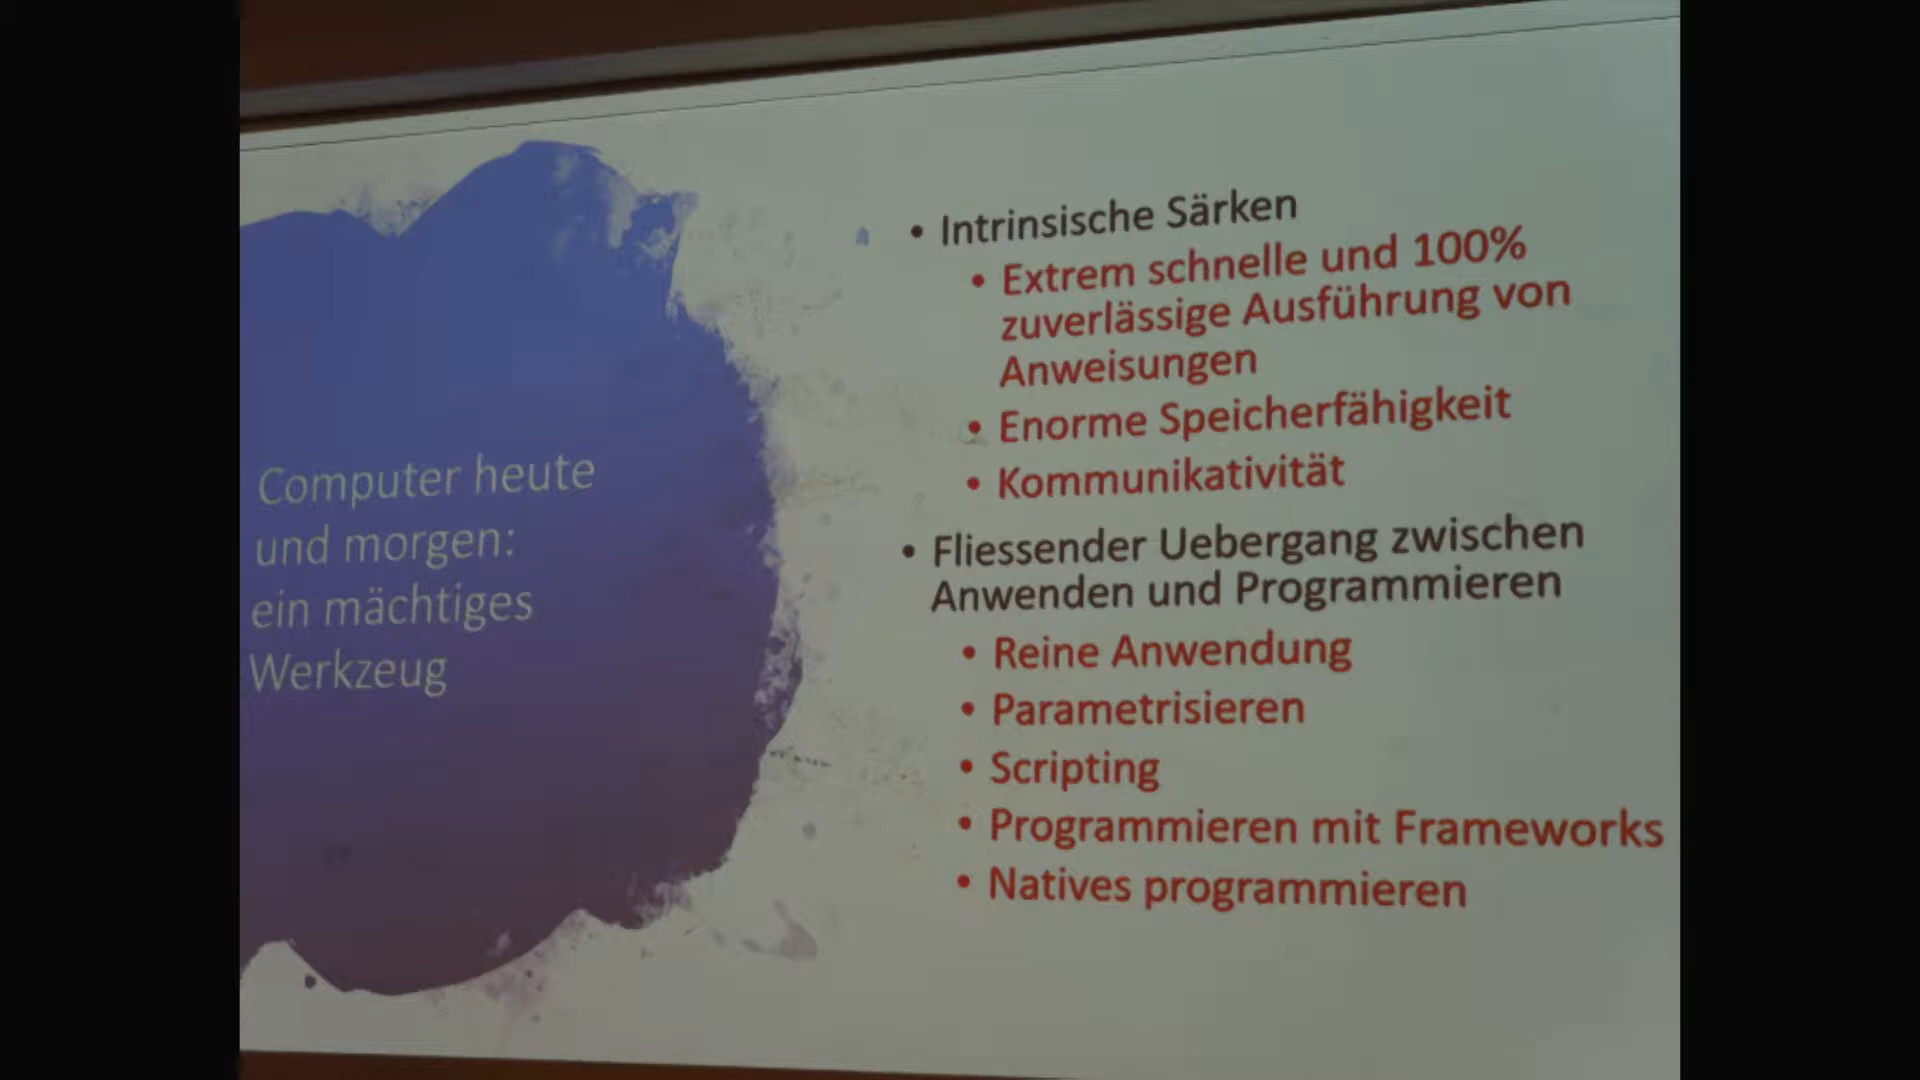 Computer heute
und morgen:
ein mächtiges
Werkzeug
• Intrinsische Särken
• Extrem schnelle und 100%
zuverlässige Ausführung von
Anweisungen
• Enorme Speicherfähigkeit
• Kommunikativität
• Fliessender Uebergang zwischen
Anwenden und Programmieren
• Reine Anwendung
• Parametrisieren
• Scripting
• Programmieren mit Frameworks
• Natives programmieren